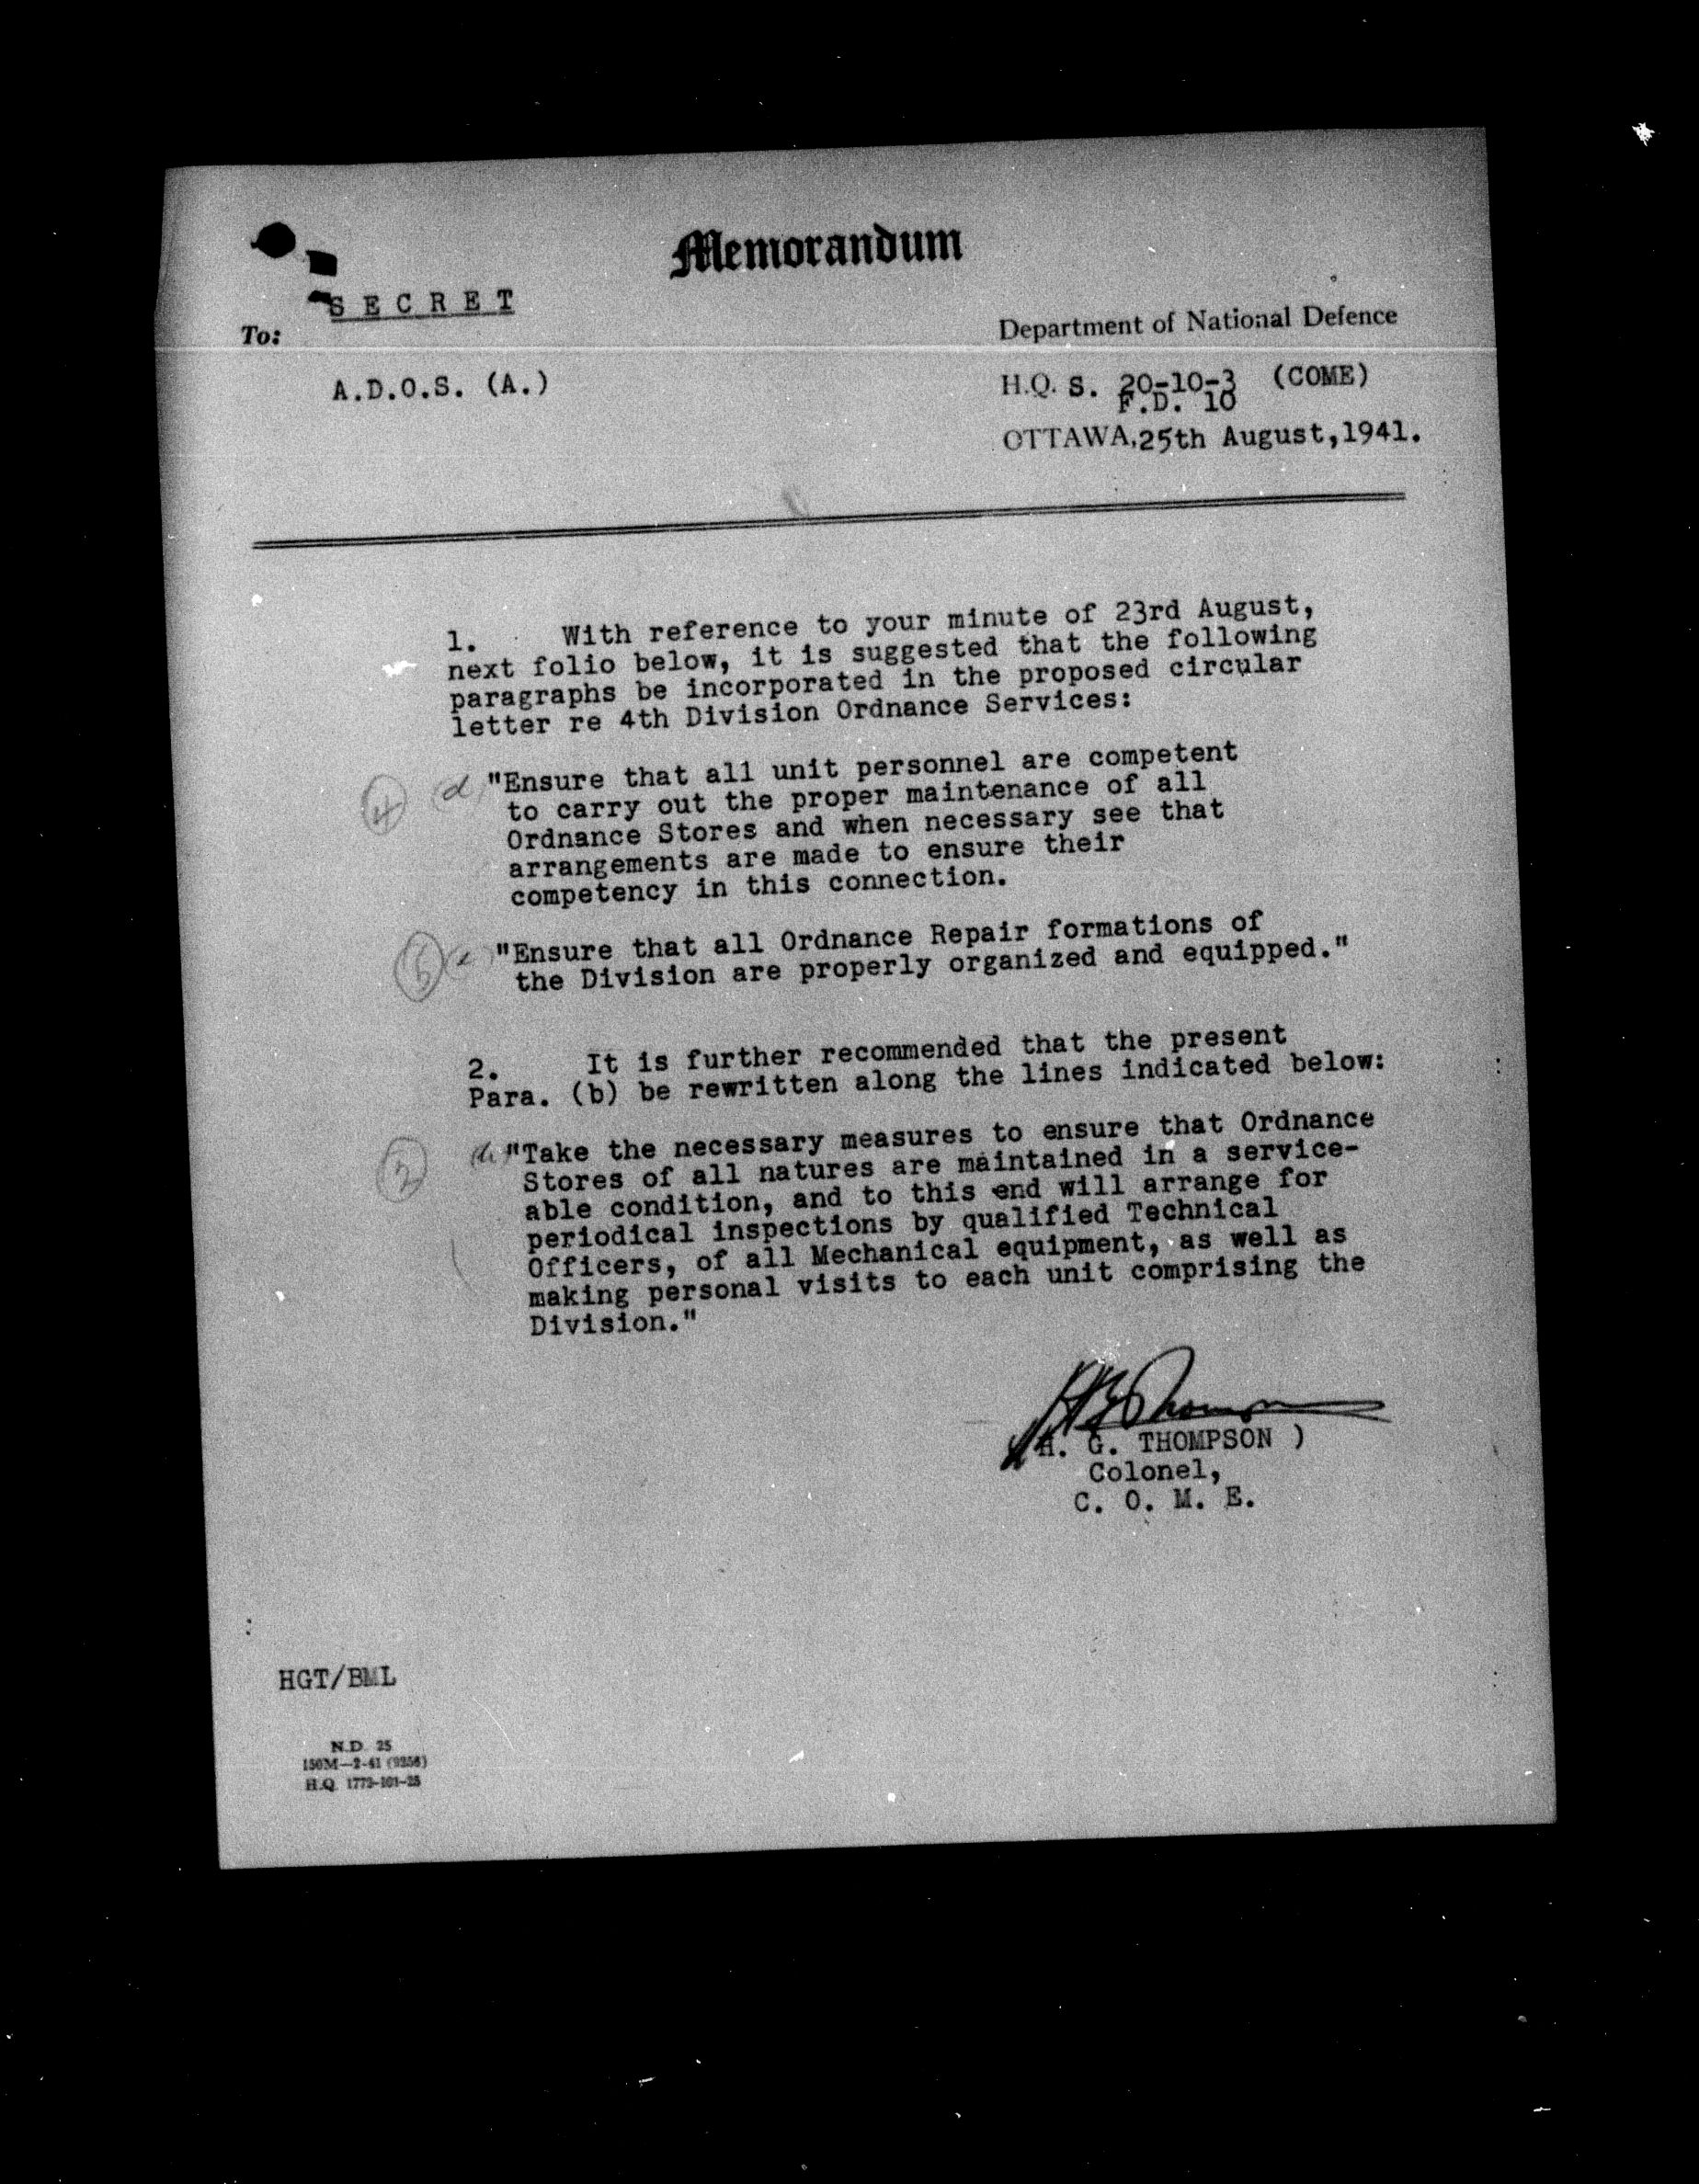 Memorandum
SECRET
To:
Department of National Defence
A.D.O.S. (A.)
H.Q. S. 20-10-3 (COME)
F.D. 10
OTTAWA, 25th August, 1941.
1. With reference to your minute of 23rd August,
next folio below, it is suggested that the following
paragraphs be incorporated in the proposed circular
letter re 4th Division Ordnance Services:
4 (d) "Ensure that all unit personnel are competent
to carry out the proper maintenance of all
Ordnance Stores and when necessary see that
arrangements are made to ensure their
competency in this connection.
5 "Ensure that all Ordnance Repair formations of
the Division are properly organized and equipped."
2. It is further recommended that the present
Para. (b) be rewritten along the lines indicated below:
2 "Take the necessary measures to ensure that Ordnance
Stores of all natures are maintained in a service-
able condition, and to this end will arrange for
periodical inspections by qualified Technical
Officers, of all Mechanical equipment, as well as
making personal visits to each unit comprising the
Division."
H. G. THOMPSON )
Colonel,
C. O. M. E.
HGT/BML
N.D. 25
150M—2-41 (9256)
H.Q. 1772-101-25